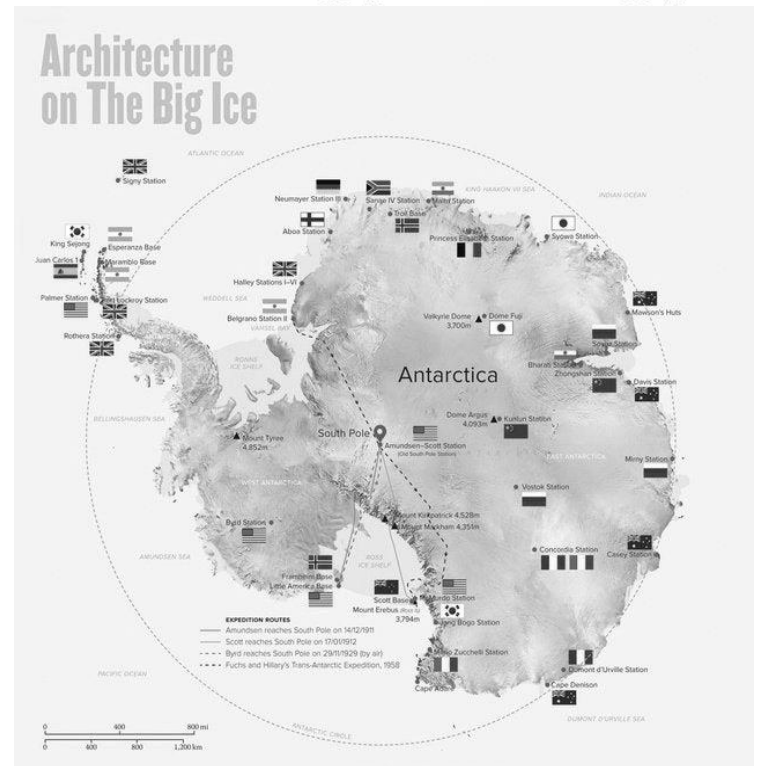 Architecture
on The Big Ice
ATLANTIC OCEAN
Signy Station
KING HAAKON VII SEA
INDIAN OCEAN
Neumayer Station III
Sanae IV Station
Maitri Station
Troll Base
Aboa Station
Princess Elisabeth Station
Syowa Station
King Sejong
Esperanza Base
Juan Carlos 1
Marambio Base
Halley Stations I–VI
Palmer Station
Port Lockroy Station
WEDDELL SEA
Belgrano Station II
VAHSEL BAY
Mawson's Huts
Valkyrie Dome
3,700m
Dome Fuji
Rothera Station
Bharati Station
Zhongshan Station
RONNE
ICE SHELF
Antarctica
Davis Station
BELLINGSHAUSEN SEA
Dome Argus
4,093m
Kunlun Station
South Pole
Amundsen–Scott Station
(Old South Pole Station)
Mount Tyree
4,852m
EAST ANTARCTICA
Mirny Station
WEST ANTARCTICA
Vostok Station
Mount Kirkpatrick 4,528m
Mount Markham 4,351m
Byrd Station
Concordia Station
Casey Station
AMUNDSEN SEA
ROSS
ICE SHELF
Framheim Base
Little America Base
Scott Base
McMurdo Station
Mount Erebus
3,794m
Jang Bogo Station
EXPEDITION ROUTES
Amundsen reaches South Pole on 14/12/1911
Scott reaches South Pole on 17/01/1912
Byrd reaches South Pole on 29/11/1929 (by air)
Fuchs and Hillary's Trans-Antarctic Expedition, 1958
Mario Zucchelli Station
Dumont d'Urville Station
PACIFIC OCEAN
Cape Adare
Cape Denison
DUMONT D'URVILLE SEA
0 400 800 mi
0 400 800 1,200 km
ANTARCTIC CIRCLE